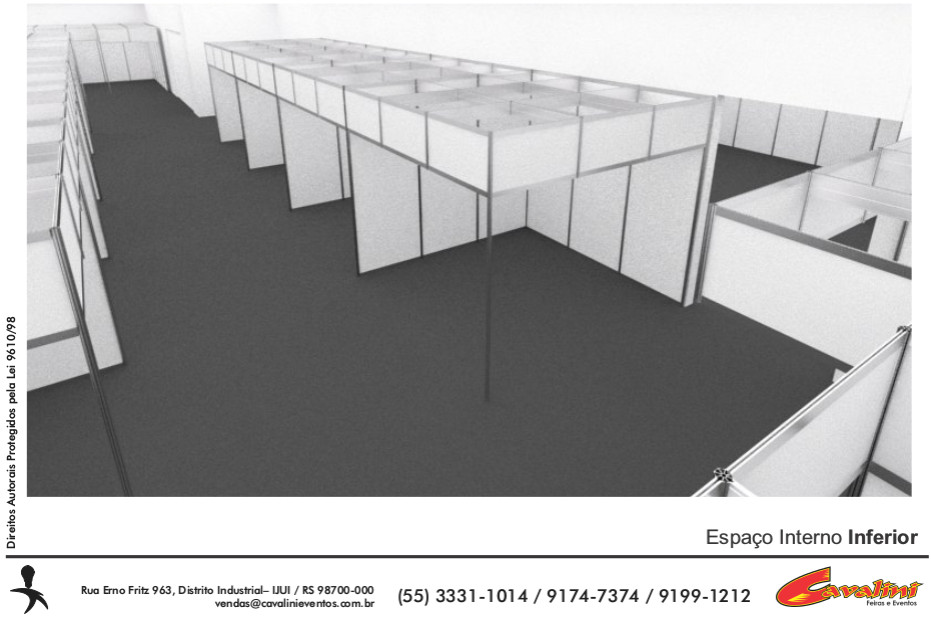 Direitos Autorais Protegidos pela Lei 9610/98
Espaço Interno Inferior
Rua Erno Fritz 963, Distrito Industrial– IJUI / RS 98700-000
vendas@cavalinieventos.com.br
(55) 3331-1014 / 9174-7374 / 9199-1212
Cavalini
Feiras e Eventos